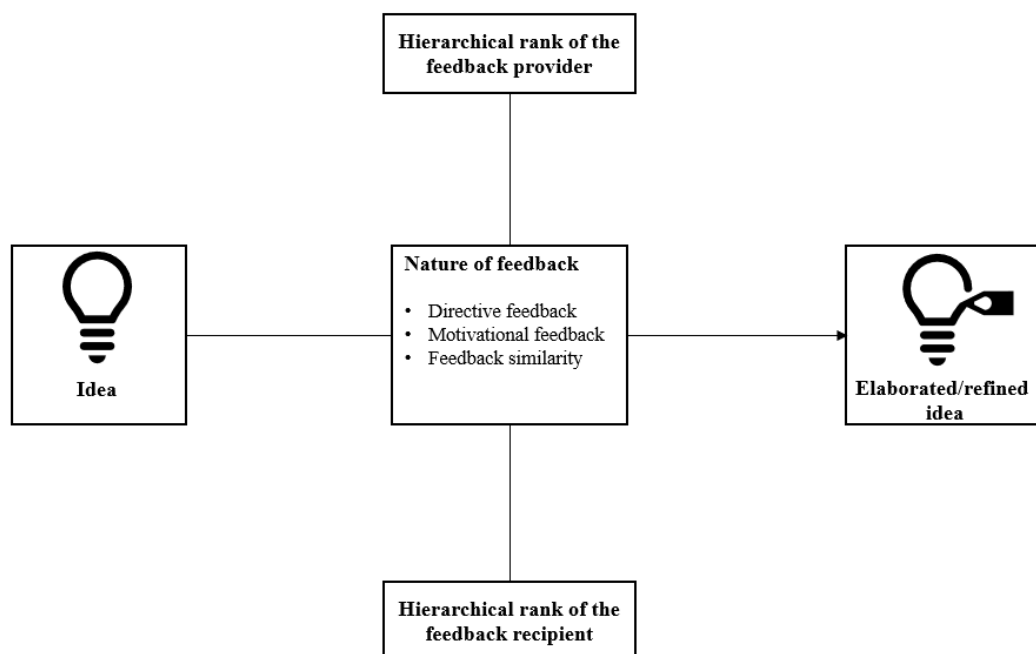 Hierarchical rank of the
feedback provider
Idea
Nature of feedback
• Directive feedback
• Motivational feedback
• Feedback similarity
Elaborated/refined
idea
Hierarchical rank of the
feedback recipient